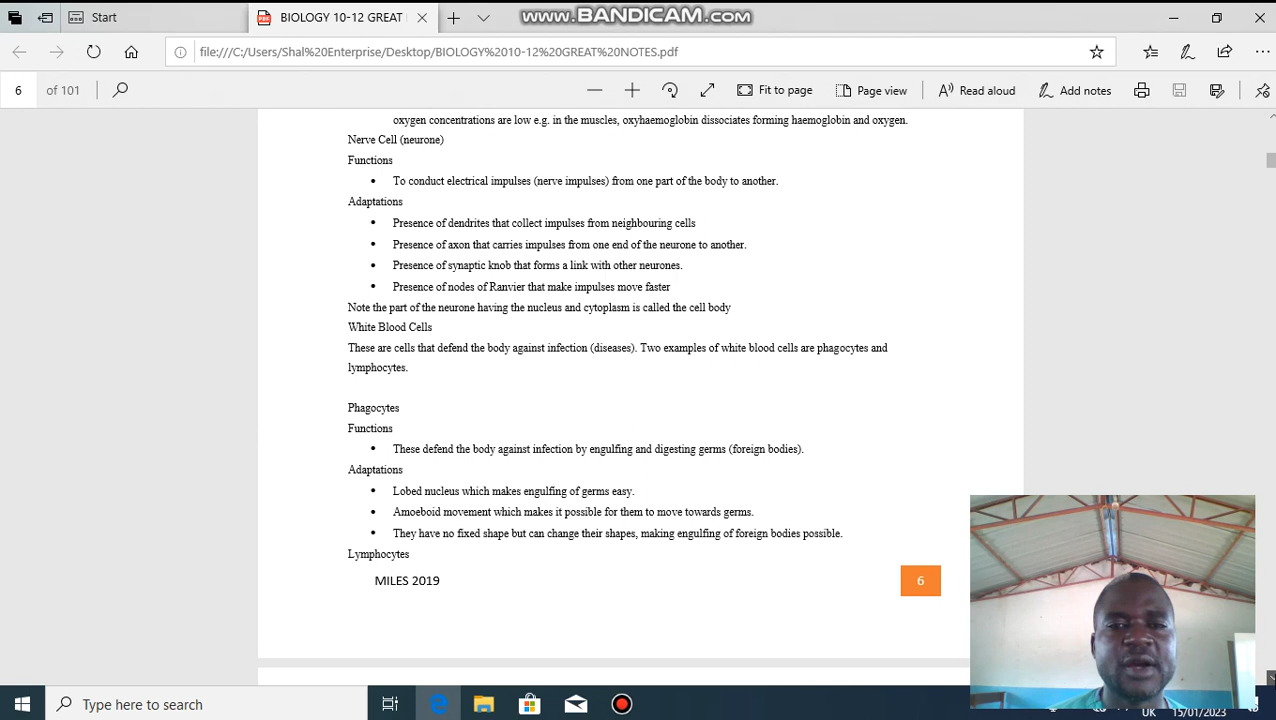 Start
BIOLOGY 10-12 GREAT
www.BANDICAM.com
file:///C:/Users/Shal%20Enterprise/Desktop/BIOLOGY%2010-12%20GREAT%20NOTES.pdf
6 of 101
Fit to page
Page view
Read aloud
Add notes
oxygen concentrations are low e.g. in the muscles, oxyhaemoglobin dissociates forming haemoglobin and oxygen.
Nerve Cell (neurone)
Functions
• To conduct electrical impulses (nerve impulses) from one part of the body to another.
Adaptations
• Presence of dendrites that collect impulses from neighbouring cells
• Presence of axon that carries impulses from one end of the neurone to another.
• Presence of synaptic knob that forms a link with other neurones.
• Presence of nodes of Ranvier that make impulses move faster
Note the part of the neurone having the nucleus and cytoplasm is called the cell body
White Blood Cells
These are cells that defend the body against infection (diseases). Two examples of white blood cells are phagocytes and
lymphocytes.
Phagocytes
Functions
• These defend the body against infection by engulfing and digesting germs (foreign bodies).
Adaptations
• Lobed nucleus which makes engulfing of germs easy.
• Amoeboid movement which makes it possible for them to move towards germs.
• They have no fixed shape but can change their shapes, making engulfing of foreign bodies possible.
Lymphocytes
MILES 2019
6
Type here to search
UK
15/01/2023